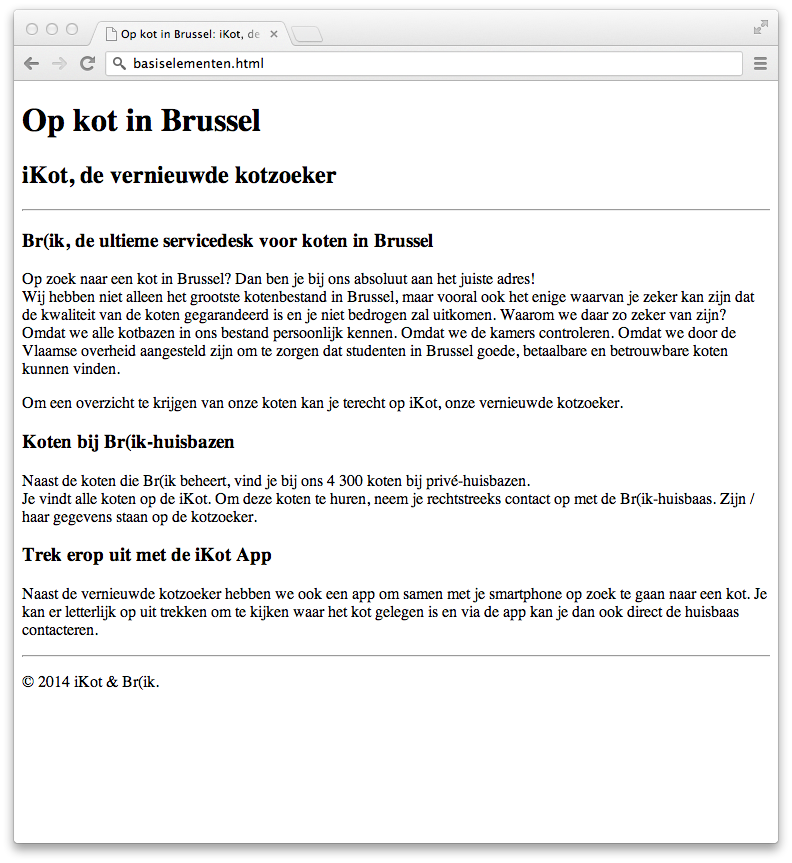 Op kot in Brussel: iKot, de
basiselementen.html
Op kot in Brussel
iKot, de vernieuwde kotzoeker
Br(ik, de ultieme servicedesk voor koten in Brussel
Op zoek naar een kot in Brussel? Dan ben je bij ons absoluut aan het juiste adres!
Wij hebben niet alleen het grootste kotenbestand in Brussel, maar vooral ook het enige waarvan je zeker kan zijn dat
de kwaliteit van de koten gegarandeerd is en je niet bedrogen zal uitkomen. Waarom we daar zo zeker van zijn?
Omdat we alle kotbazen in ons bestand persoonlijk kennen. Omdat we de kamers controleren. Omdat we door de
Vlaamse overheid aangesteld zijn om te zorgen dat studenten in Brussel goede, betaalbare en betrouwbare koten
kunnen vinden.
Om een overzicht te krijgen van onze koten kan je terecht op iKot, onze vernieuwde kotzoeker.
Koten bij Br(ik-huisbazen
Naast de koten die Br(ik beheert, vind je bij ons 4 300 koten bij privé-huisbazen.
Je vindt alle koten op de iKot. Om deze koten te huren, neem je rechtstreeks contact op met de Br(ik-huisbaas. Zijn /
haar gegevens staan op de kotzoeker.
Trek erop uit met de iKot App
Naast de vernieuwde kotzoeker hebben we ook een app om samen met je smartphone op zoek te gaan naar een kot. Je
kan er letterlijk op uit trekken om te kijken waar het kot gelegen is en via de app kan je dan ook direct de huisbaas
contacteren.
© 2014 iKot & Br(ik.